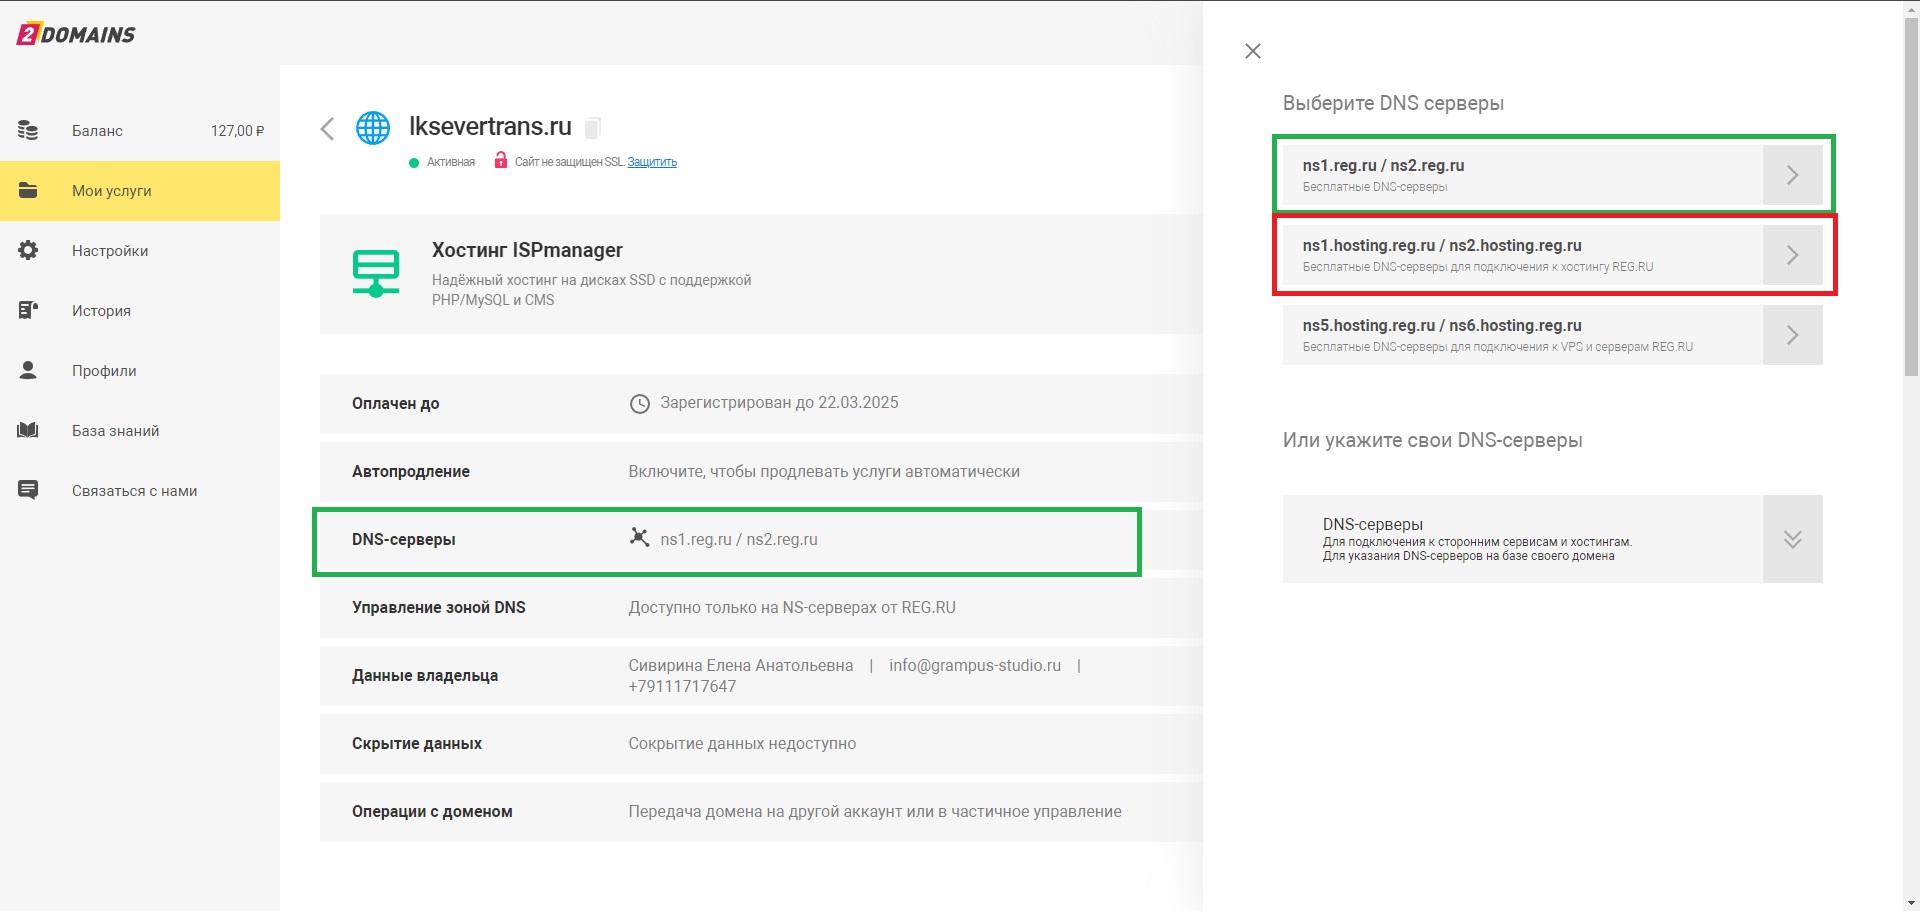 2DOMAINS
Баланс 127,00 ₽
Мои услуги
Настройки
История
Профили
База знаний
Связаться с нами
lksevertrans.ru
Активная Сайт не защищен SSL. Защитить
Хостинг ISPmanager
Надёжный хостинг на дисках SSD с поддержкой
PHP/MySQL и CMS
Оплачен до Зарегистрирован до 22.03.2025
Автопродление Включите, чтобы продлевать услуги автоматически
DNS-серверы ns1.reg.ru / ns2.reg.ru
Управление зоной DNS Доступно только на NS-серверах от REG.RU
Данные владельца Сивирина Елена Анатольевна | info@grampus-studio.ru |
+79111717647
Скрытие данных Сокрытие данных недоступно
Операции с доменом Передача домена на другой аккаунт или в частичное управление
Выберите DNS серверы
ns1.reg.ru / ns2.reg.ru
Бесплатные DNS-серверы
ns1.hosting.reg.ru / ns2.hosting.reg.ru
Бесплатные DNS-серверы для подключения к хостингу REG.RU
ns5.hosting.reg.ru / ns6.hosting.reg.ru
Бесплатные DNS-серверы для подключения к VPS и серверам REG.RU
Или укажите свои DNS-серверы
DNS-серверы
Для подключения к сторонним сервисам и хостингам.
Для указания DNS-серверов на базе своего домена